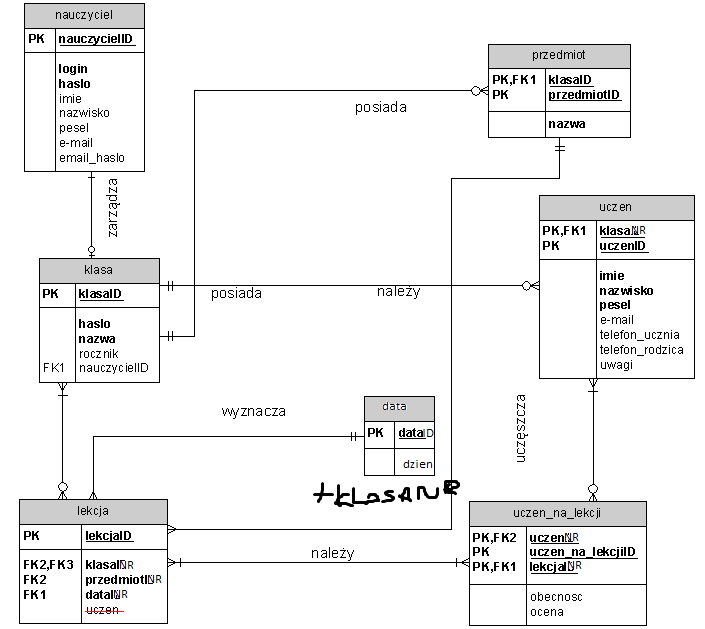 nauczyciel
PK nauczycielID
login
haslo
imie
nazwisko
pesel
e-mail
email_haslo
zarządza
przedmiot
PK,FK1 klasaID
PK przedmiotID
nazwa
posiada
uczen
PK,FK1 klasaNR
PK uczenID
imie
nazwisko
pesel
e-mail
telefon_ucznia
telefon_rodzica
uwagi
klasa
PK klasaID
haslo
nazwa
rocznik
FK1 nauczycielID
posiada
należy
uczęszcza
wyznacza
data
PK dataID
dzien
+KLASANR
lekcja
PK lekcjaID
FK2,FK3 klasaNR
FK2 przedmiotNR
FK1 dataNR
uczen
należy
uczen_na_lekcji
PK,FK2 uczenNR
PK uczen_na_lekcjiID
PK,FK1 lekcjaNR
obecnosc
ocena